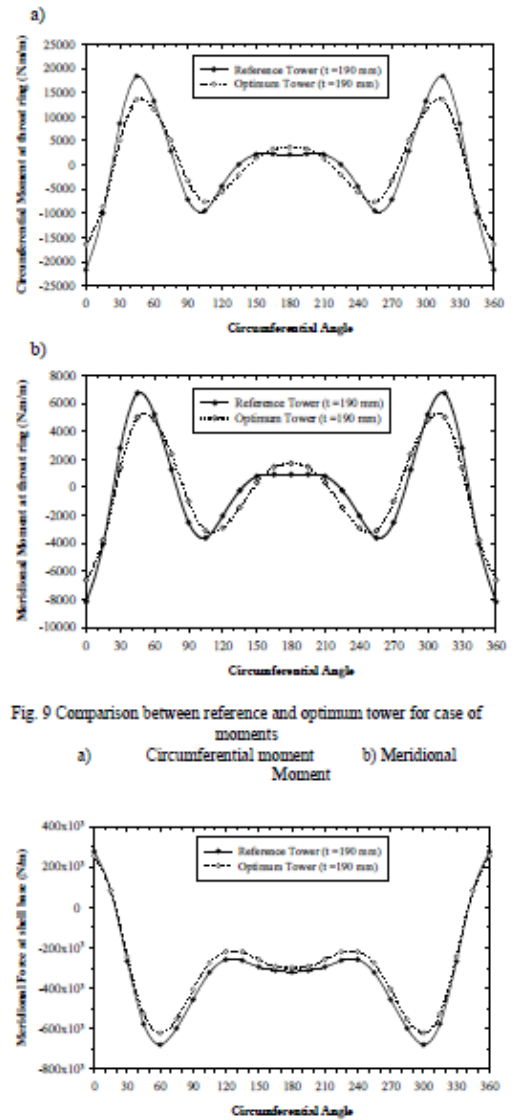 a)
Circumferential Moment at throat ring (N.m/m)
25000
20000
15000
10000
5000
0
-5000
-10000
-15000
-20000
-25000
Reference Tower (t =190 mm)
Optimum Tower (t=190 mm)
0 30 60 90 120 150 180 210 240 270 300 330 360
Circumferential Angle
b)
Meridional Moment at throat ring (N.m/m)
8000
6000
4000
2000
0
-2000
-4000
-6000
-8000
-10000
Reference Tower (t =190 mm)
Optimum Tower (t =190 mm)
0 30 60 90 120 150 180 210 240 270 300 330 360
Circumferential Angle
Fig. 9 Comparison between reference and optimum tower for case of
moments
a) Circumferential moment b) Meridional
Moment
Meridional Force at shell base (N/m)
400x10³
200x10³
0
-200x10³
-400x10³
-600x10³
-800x10³
Reference Tower (t =190 mm)
Optimum Tower (t =190 mm)
0 30 60 90 120 150 180 210 240 270 300 330 360
Circumferential Angle